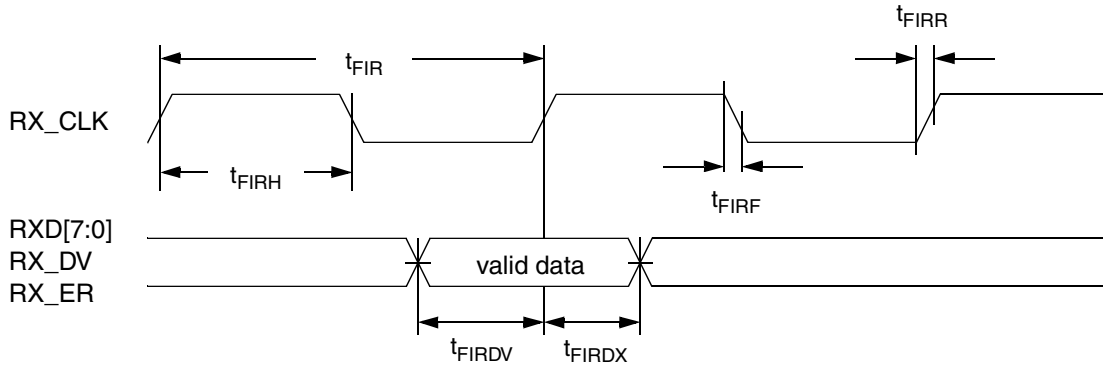 tFIRR
tFIR
RX_CLK
tFIRH
tFIRF
RXD[7:0]
RX_DV
valid data
RX_ER
tFIRDV
tFIRDX